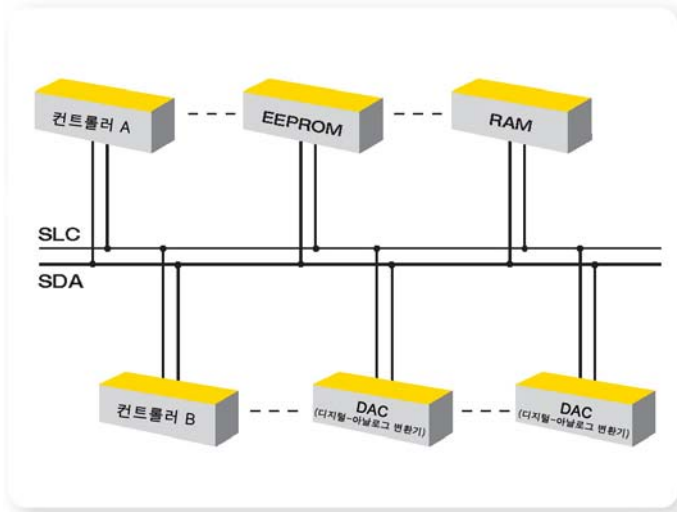 컨트롤러 A
EEPROM
RAM
SLC
SDA
컨트롤러 B
DAC
(디지털-아날로그 변환기)
DAC
(디지털-아날로그 변환기)